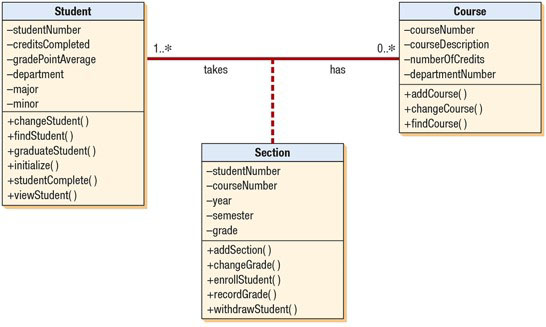 Student
–studentNumber
–creditsCompleted
–gradePointAverage
–department
–major
–minor
+changeStudent( )
+findStudent( )
+graduateStudent( )
+initialize( )
+studentComplete( )
+viewStudent( )
1..*
takes
0..*
has
Course
–courseNumber
–courseDescription
–numberOfCredits
–departmentNumber
+addCourse( )
+changeCourse( )
+findCourse( )
Section
–studentNumber
–courseNumber
–year
–semester
–grade
+addSection( )
+changeGrade( )
+enrollStudent( )
+recordGrade( )
+withdrawStudent( )